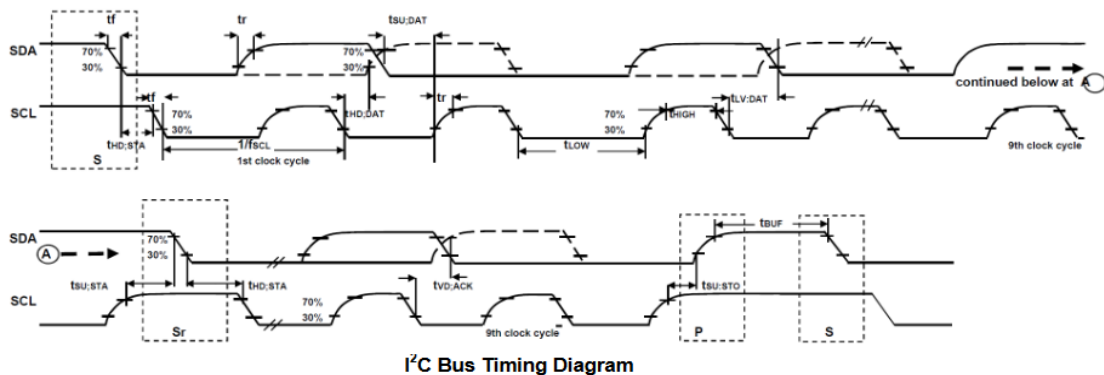 tf tr tSU;DAT
SDA 70% 70%
30% 30%
continued below at A
tf tHD;DAT tr tLV;DAT
SCL 70% 70% tHIGH
30% 30%
tHD;STA 1/fSCL tLOW
S 1st clock cycle 9th clock cycle
tBUF
SDA
A 70%
30%
tSU;STA tHD;STA tVD;ACK tSU:STO
SCL 70%
30%
Sr 9th clock cycle P S
I²C Bus Timing Diagram